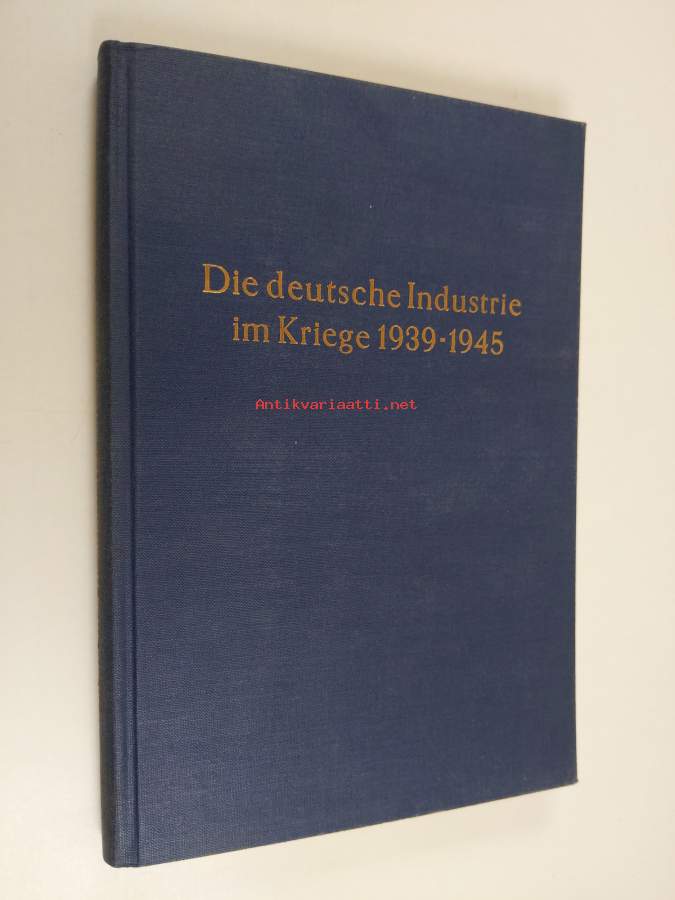 Die deutsche Industrie
im Kriege 1939-1945
Antikvariaatti.net